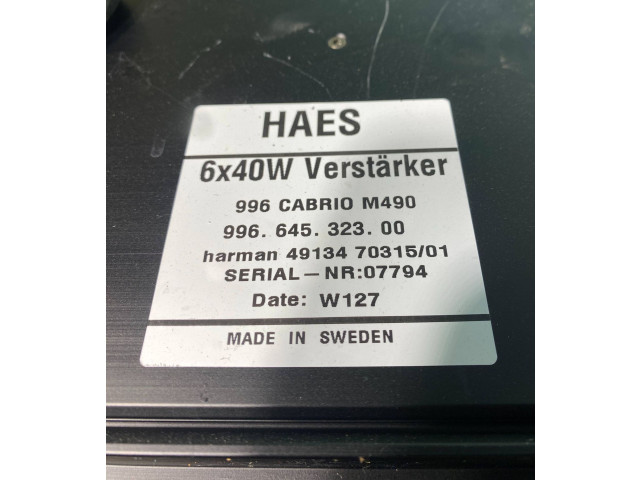 HAES
6x40W Verstärker
996 CABRIO M490
996. 645. 323. 00
harman 49134 70315/01
SERIAL-NR:07794
Date: W127
MADE IN SWEDEN